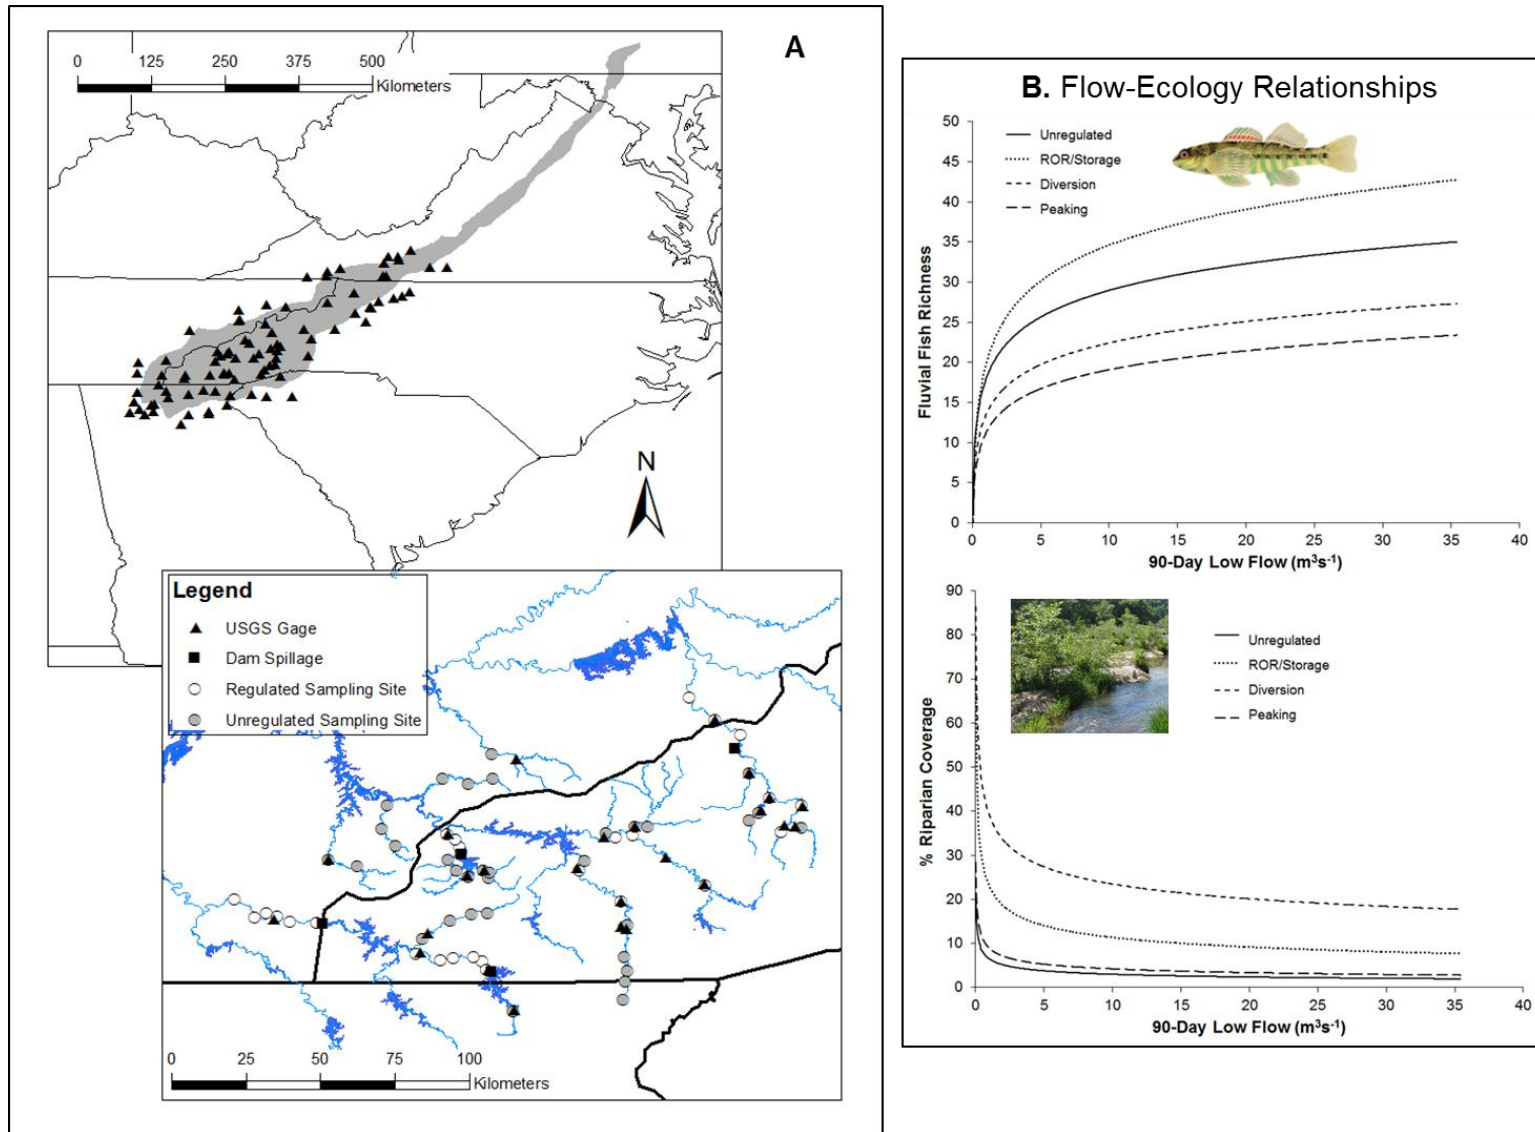 A
0 125 250 375 500
Kilometers
N
Legend
USGS Gage
Dam Spillage
Regulated Sampling Site
Unregulated Sampling Site
0 25 50 75 100
Kilometers
B. Flow-Ecology Relationships
50
45
40
35
30
25
20
15
10
5
0
Fluvial Fish Richness
Unregulated
ROR/Storage
Diversion
Peaking
0 5 10 15 20 25 30 35 40
90-Day Low Flow (m³s⁻¹)
90
80
70
60
50
40
30
20
10
0
% Riparian Coverage
Unregulated
ROR/Storage
Diversion
Peaking
0 5 10 15 20 25 30 35 40
90-Day Low Flow (m³s⁻¹)